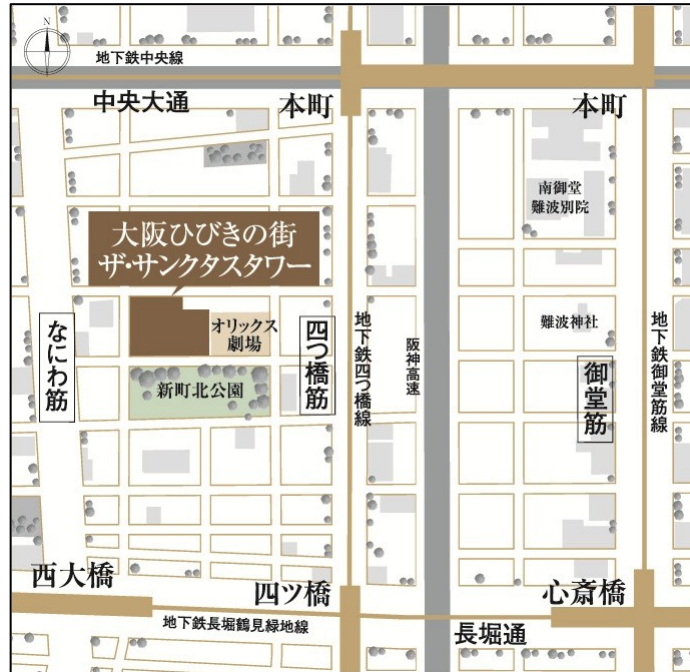 N
地下鉄中央線
中央大通
本町
本町
南御堂
難波別院
大阪ひびきの街
ザ・サンクタスタワー
オリックス
劇場
難波神社
なにわ筋
四つ橋筋
地下鉄四つ橋線
阪神高速
御堂筋
地下鉄御堂筋線
新町北公園
西大橋
四ツ橋
心斎橋
地下鉄長堀鶴見緑地線
長堀通